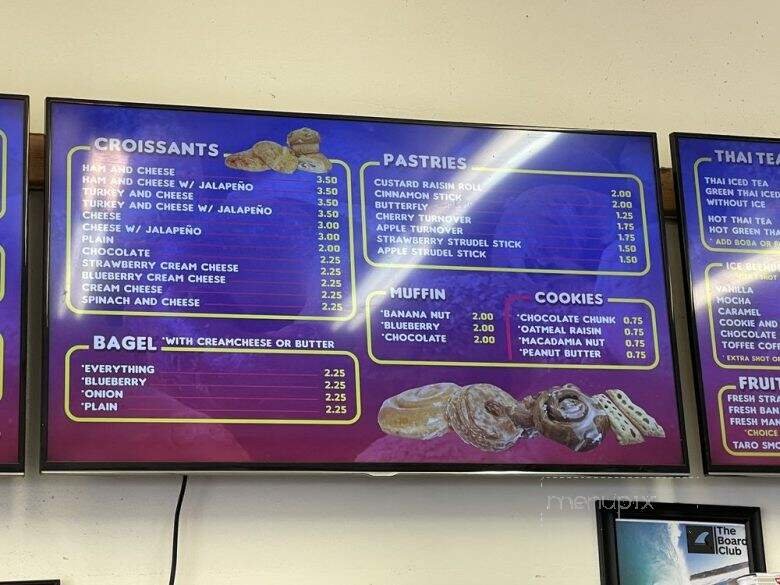 CROISSANTS
HAM AND CHEESE 3.50
HAM AND CHEESE W/ JALAPEÑO 3.50
TURKEY AND CHEESE 3.50
TURKEY AND CHEESE W/ JALAPEÑO 3.50
CHEESE 3.00
CHEESE W/ JALAPEÑO 3.00
PLAIN 2.00
CHOCOLATE 2.25
STRAWBERRY CREAM CHEESE 2.25
BLUEBERRY CREAM CHEESE 2.25
CREAM CHEESE 2.25
SPINACH AND CHEESE 2.25
BAGEL *WITH CREAMCHEESE OR BUTTER
*EVERYTHING 2.25
*BLUEBERRY 2.25
*ONION 2.25
*PLAIN 2.25
PASTRIES
CUSTARD RAISIN ROLL 2.00
CINNAMON STICK 2.00
BUTTERFLY 1.25
CHERRY TURNOVER 1.75
APPLE TURNOVER 1.75
STRAWBERRY STRUDEL STICK 1.50
APPLE STRUDEL STICK 1.50
MUFFIN
*BANANA NUT 2.00
*BLUEBERRY 2.00
*CHOCOLATE 2.00
COOKIES
*CHOCOLATE CHUNK 0.75
*OATMEAL RAISIN 0.75
*MACADAMIA NUT 0.75
*PEANUT BUTTER 0.75
THAI TEA
THAI ICED TEA
GREEN THAI ICED
WITHOUT ICE
HOT THAI TEA
HOT GREEN THA
* ADD BOBA OR
ICE
VANILLA
MOCHA
CARAMEL
COOKIE AND
CHOCOLATE
TOFFEE COF
*EXTRA SHOT OF
FRUIT
FRESH STRA
FRESH BAN
FRESH MAN
*CHOICE
TARO SMO
menupix
The
Board
Club